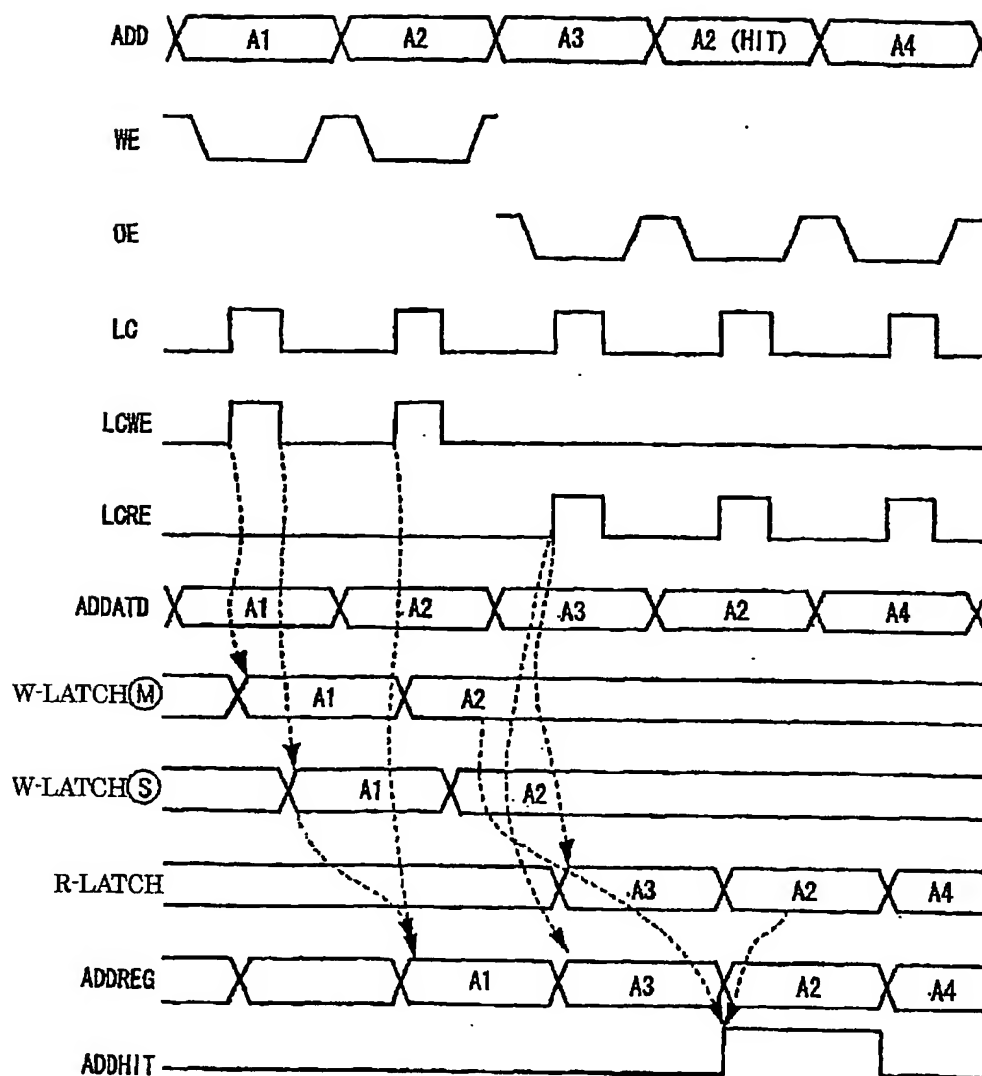 ADD A1 A2 A3 A2 (HIT) A4
WE
OE
LC
LCWE
LCRE
ADDATD A1 A2 A3 A2 A4
W-LATCH Ⓜ A1 A2
W-LATCH Ⓢ A1 A2
R-LATCH A3 A2 A4
ADDREG A1 A3 A2 A4
ADDHIT